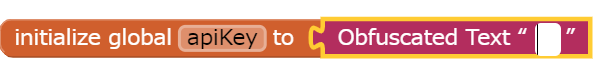 initialize global apiKey to Obfuscated Text “ ”